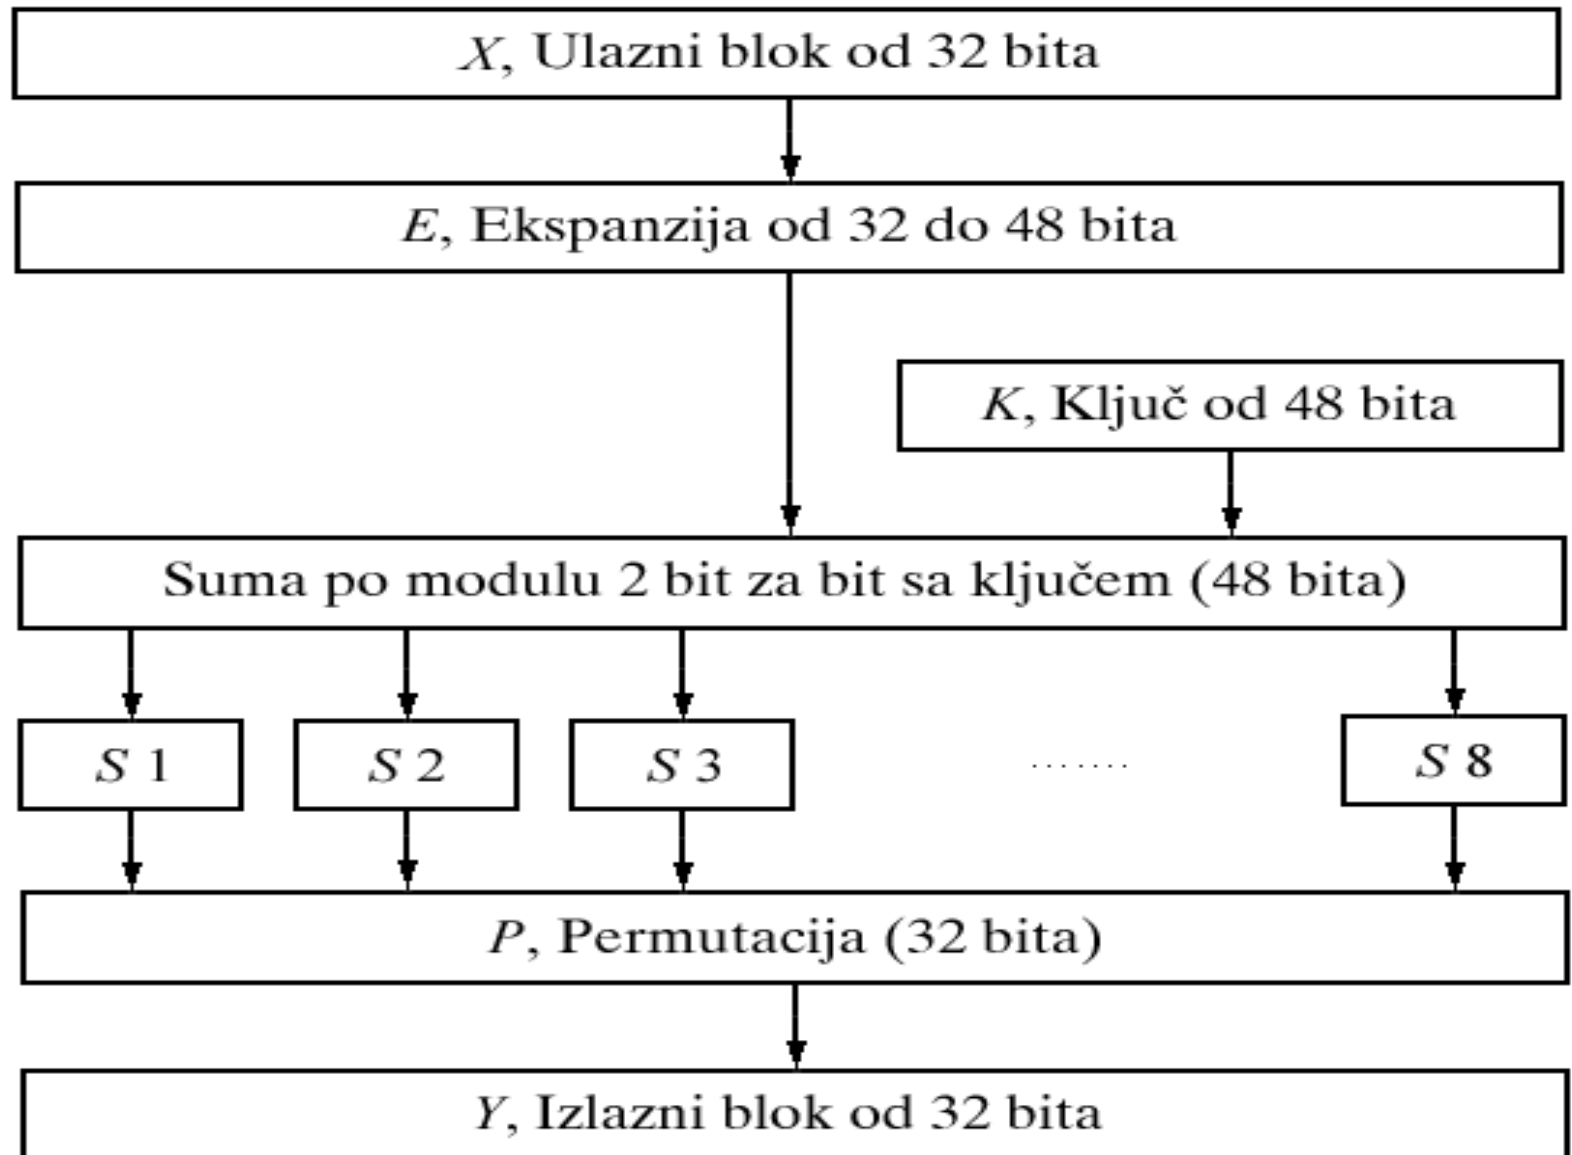 X, Ulazni blok od 32 bita
E, Ekspanzija od 32 do 48 bita
K, Ključ od 48 bita
Suma po modulu 2 bit za bit sa ključem (48 bita)
S 1 S 2 S 3 ....... S 8
P, Permutacija (32 bita)
Y, Izlazni blok od 32 bita